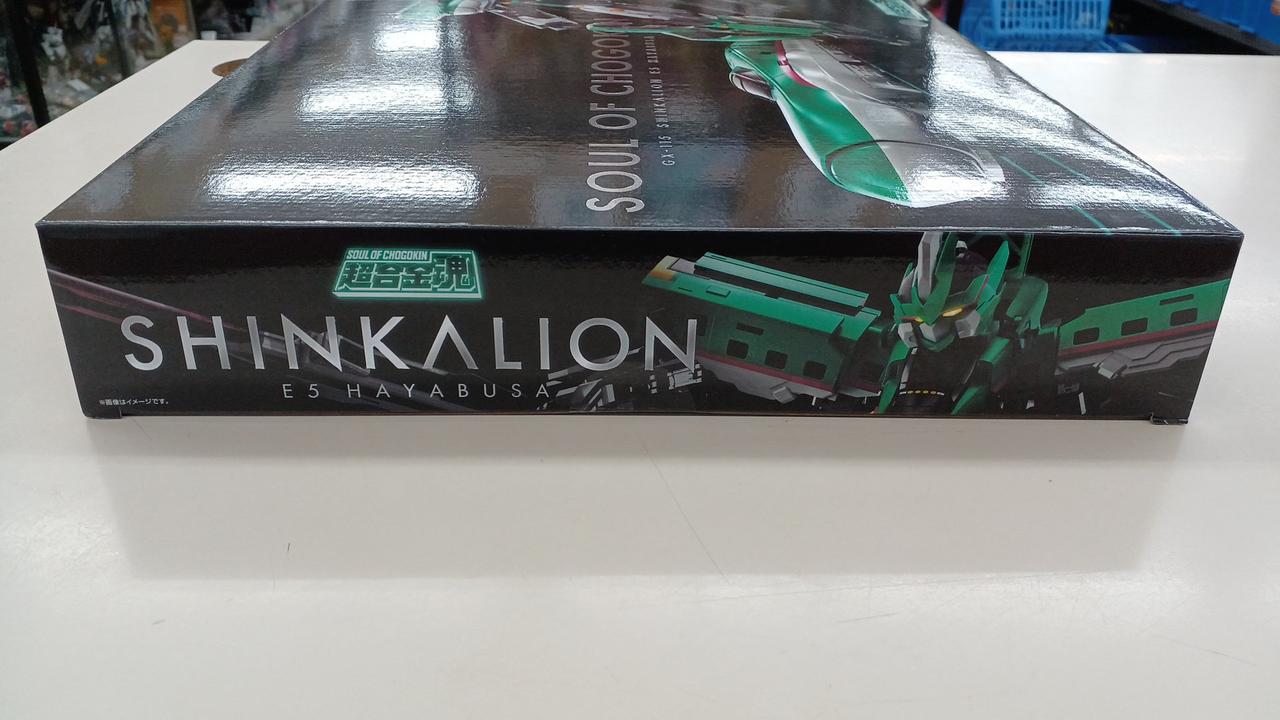 SOUL OF CHOGO
GX-115 SHINKALION E5 HAYABUSA
SOUL OF CHOGOKIN
超合金魂
SHINKALION
E5 HAYABUSA
※画像はイメージです。